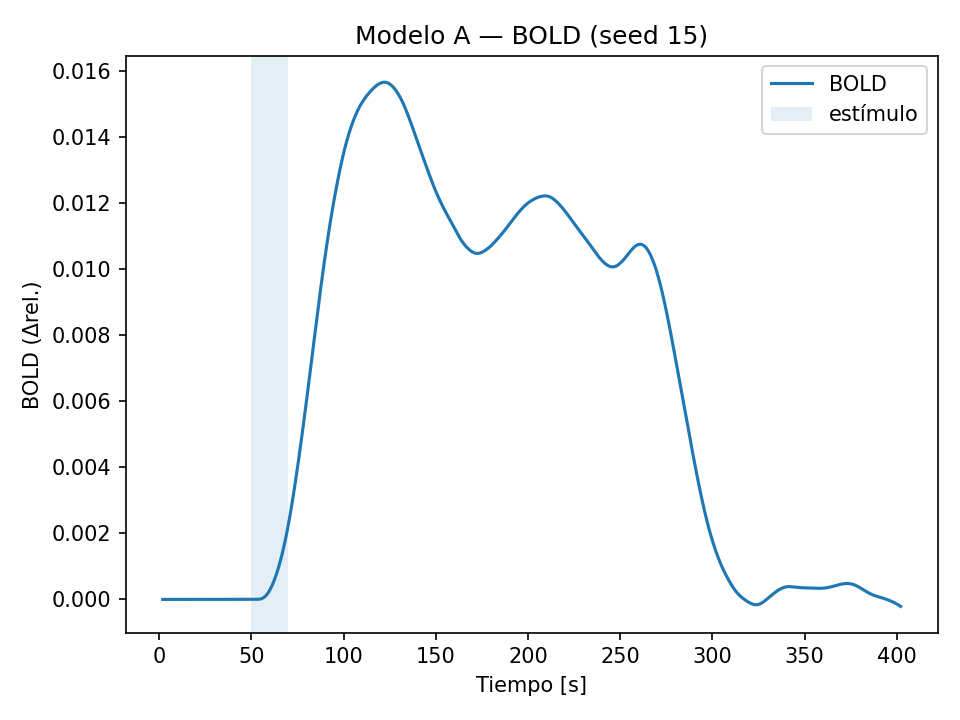 Modelo A — BOLD (seed 15)
BOLD
estímulo
BOLD (Δrel.)
0.016
0.014
0.012
0.010
0.008
0.006
0.004
0.002
0.000
0 50 100 150 200 250 300 350 400
Tiempo [s]